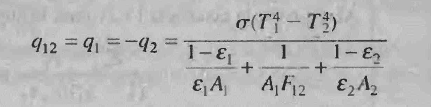 q₁₂ = q₁ = −q₂ = σ(T₁⁴ − T₂⁴) / ((1 − ε₁)/(ε₁A₁) + 1/(A₁F₁₂) + (1 − ε₂)/(ε₂A₂))